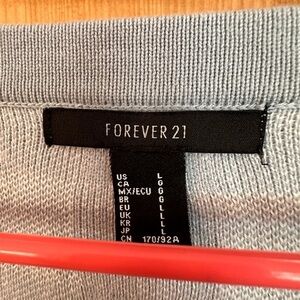 FOREVER 21
US L
CA G
MX/ECU G
BR G
EU L
UK L
KR L
JP L
CN 170/92A